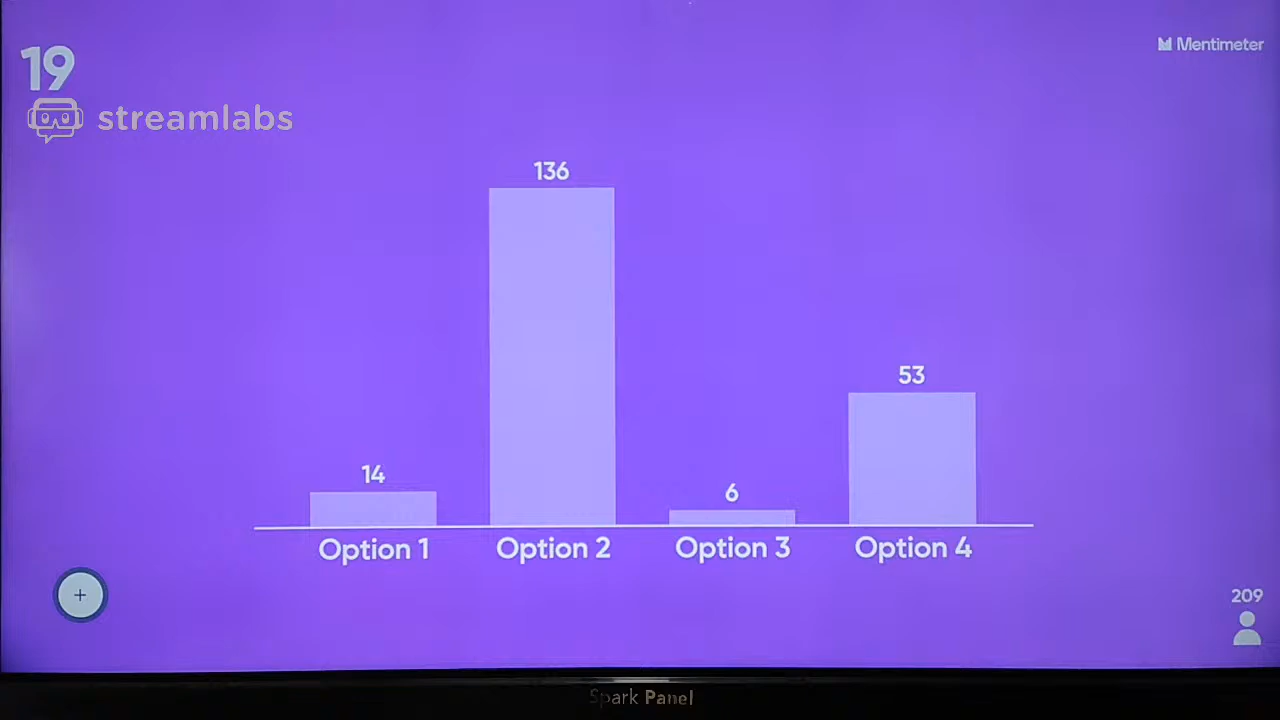 19
Mentimeter
streamlabs
136
53
14
6
Option 1 Option 2 Option 3 Option 4
+
209
Spark Panel